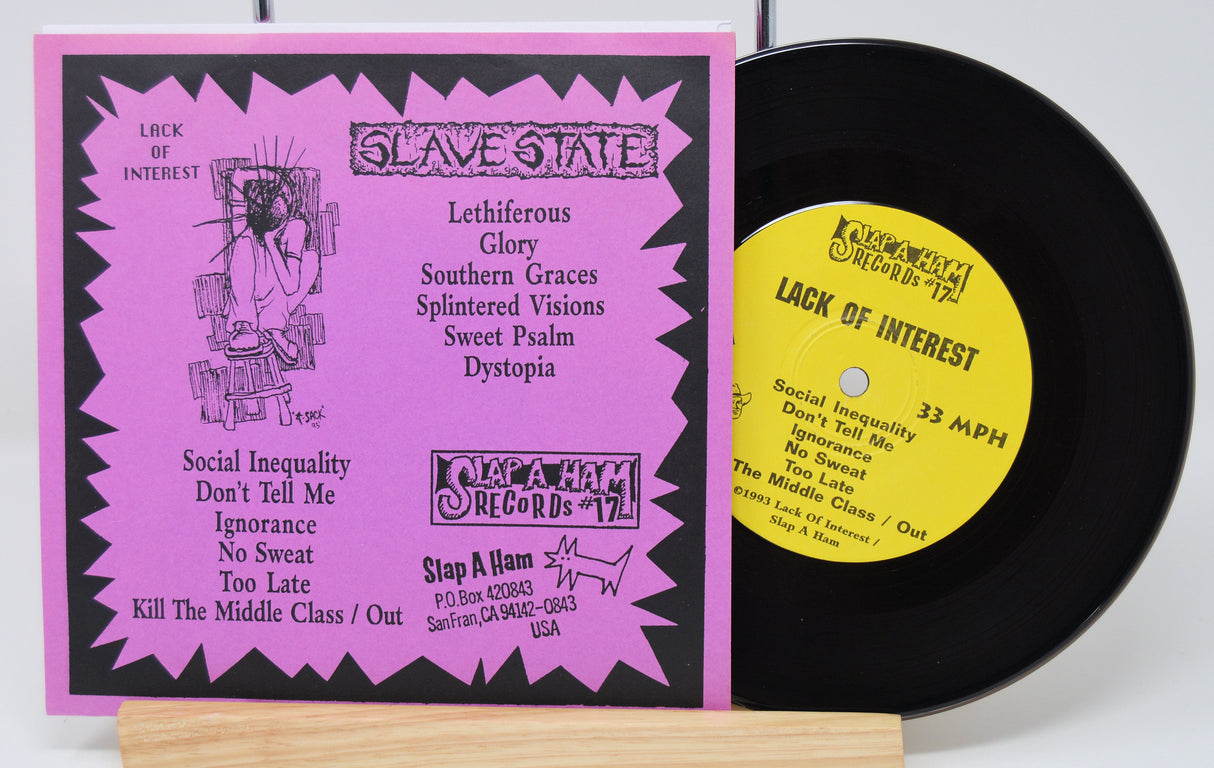 LACK
OF
INTEREST
SLAVE STATE
Lethiferous
Glory
Southern Graces
Splintered Visions
Sweet Psalm
Dystopia
Social Inequality
Don't Tell Me
Ignorance
No Sweat
Too Late
Kill The Middle Class / Out
SLAP A HAM
RECORDS #17
Slap A Ham
P.O.Box 420843
SanFran, CA 94142-0843
USA
SLAP A HAM
RECORDS #17
LACK OF INTEREST
33 MPH
Social Inequality
Don't Tell Me
Ignorance
No Sweat
Too Late
The Middle Class / Out
©1993 Lack Of Interest /
Slap A Ham